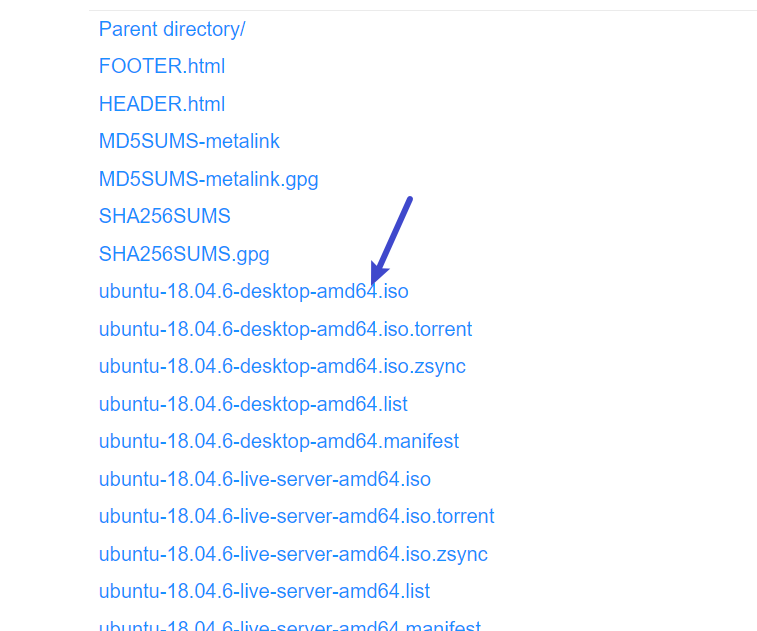 Parent directory/
FOOTER.html
HEADER.html
MD5SUMS-metalink
MD5SUMS-metalink.gpg
SHA256SUMS
SHA256SUMS.gpg
ubuntu-18.04.6-desktop-amd64.iso
ubuntu-18.04.6-desktop-amd64.iso.torrent
ubuntu-18.04.6-desktop-amd64.iso.zsync
ubuntu-18.04.6-desktop-amd64.list
ubuntu-18.04.6-desktop-amd64.manifest
ubuntu-18.04.6-live-server-amd64.iso
ubuntu-18.04.6-live-server-amd64.iso.torrent
ubuntu-18.04.6-live-server-amd64.iso.zsync
ubuntu-18.04.6-live-server-amd64.list
ubuntu-18.04.6-live-server-amd64.manifest